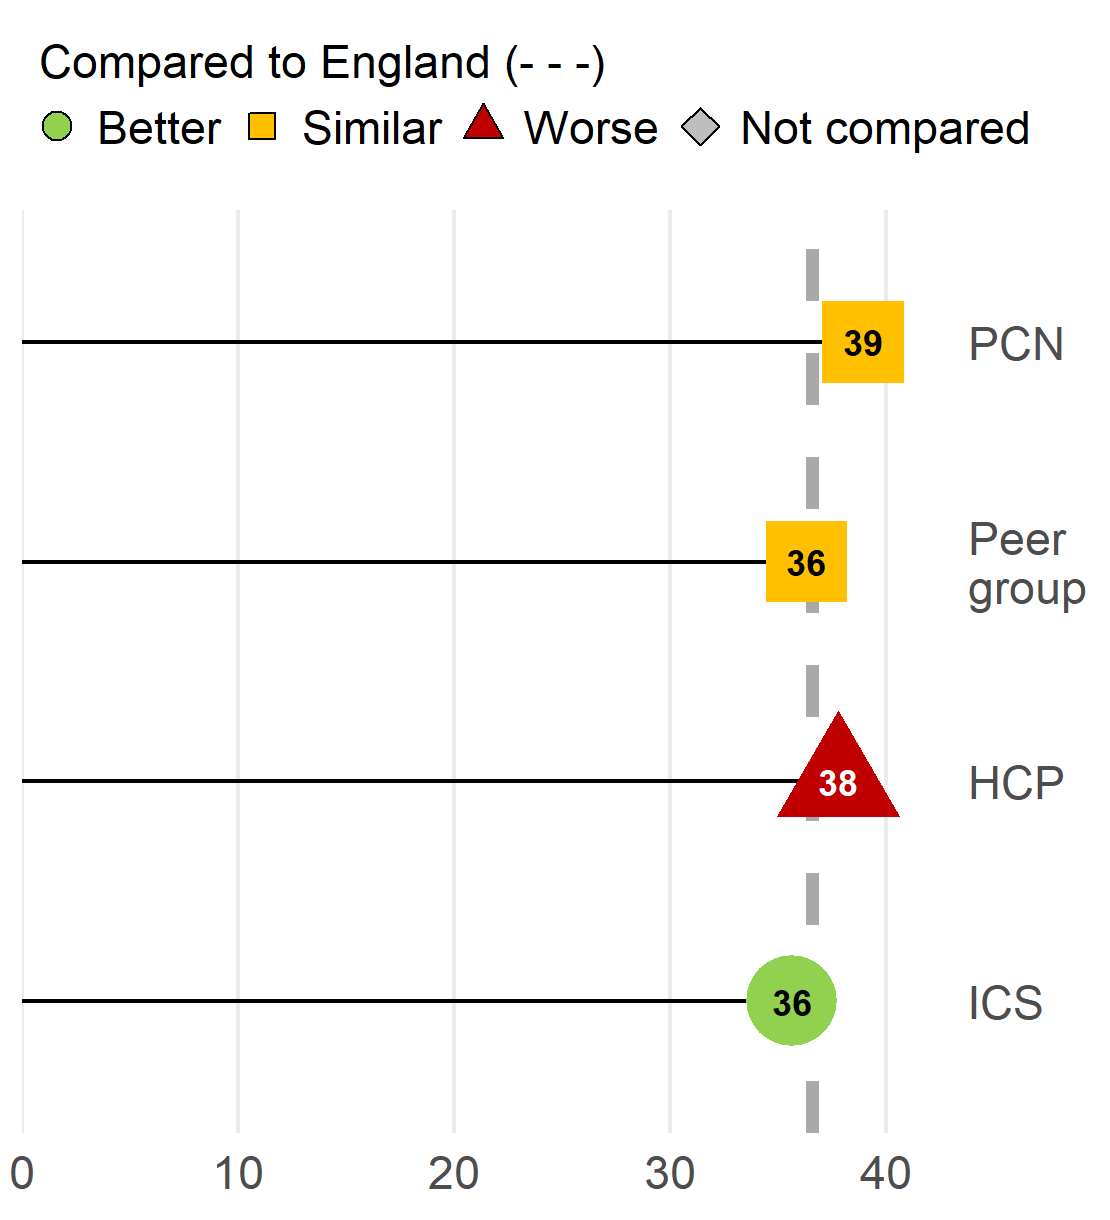 Compared to England (- - -)
Better Similar Worse Not compared
39 PCN
36 Peer
group
38 HCP
36 ICS
0 10 20 30 40